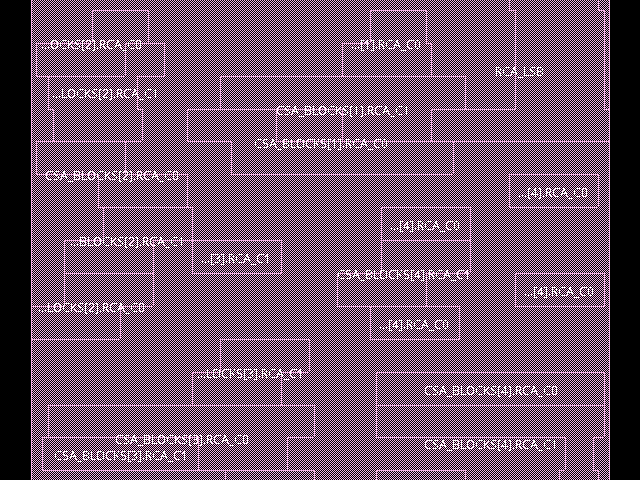 ...OCKS[2].RCA_C0
...[1].RCA_C0
RCA_LSB
...LOCKS[2].RCA_C1
CSA_BLOCKS[1].RCA_C1
CSA_BLOCKS[1].RCA_C0
CSA_BLOCKS[2].RCA_C0
...[4].RCA_C0
...[4].RCA_C0
...BLOCKS[2].RCA_C1
...[3].RCA_C1
CSA_BLOCKS[4].RCA_C1
...[4].RCA_C1
...LOCKS[2].RCA_C0
...[4].RCA_C0
...LOCKS[3].RCA_C1
CSA_BLOCKS[4].RCA_C0
CSA_BLOCKS[3].RCA_C0
CSA_BLOCKS[4].RCA_C1
CSA_BLOCKS[3].RCA_C1